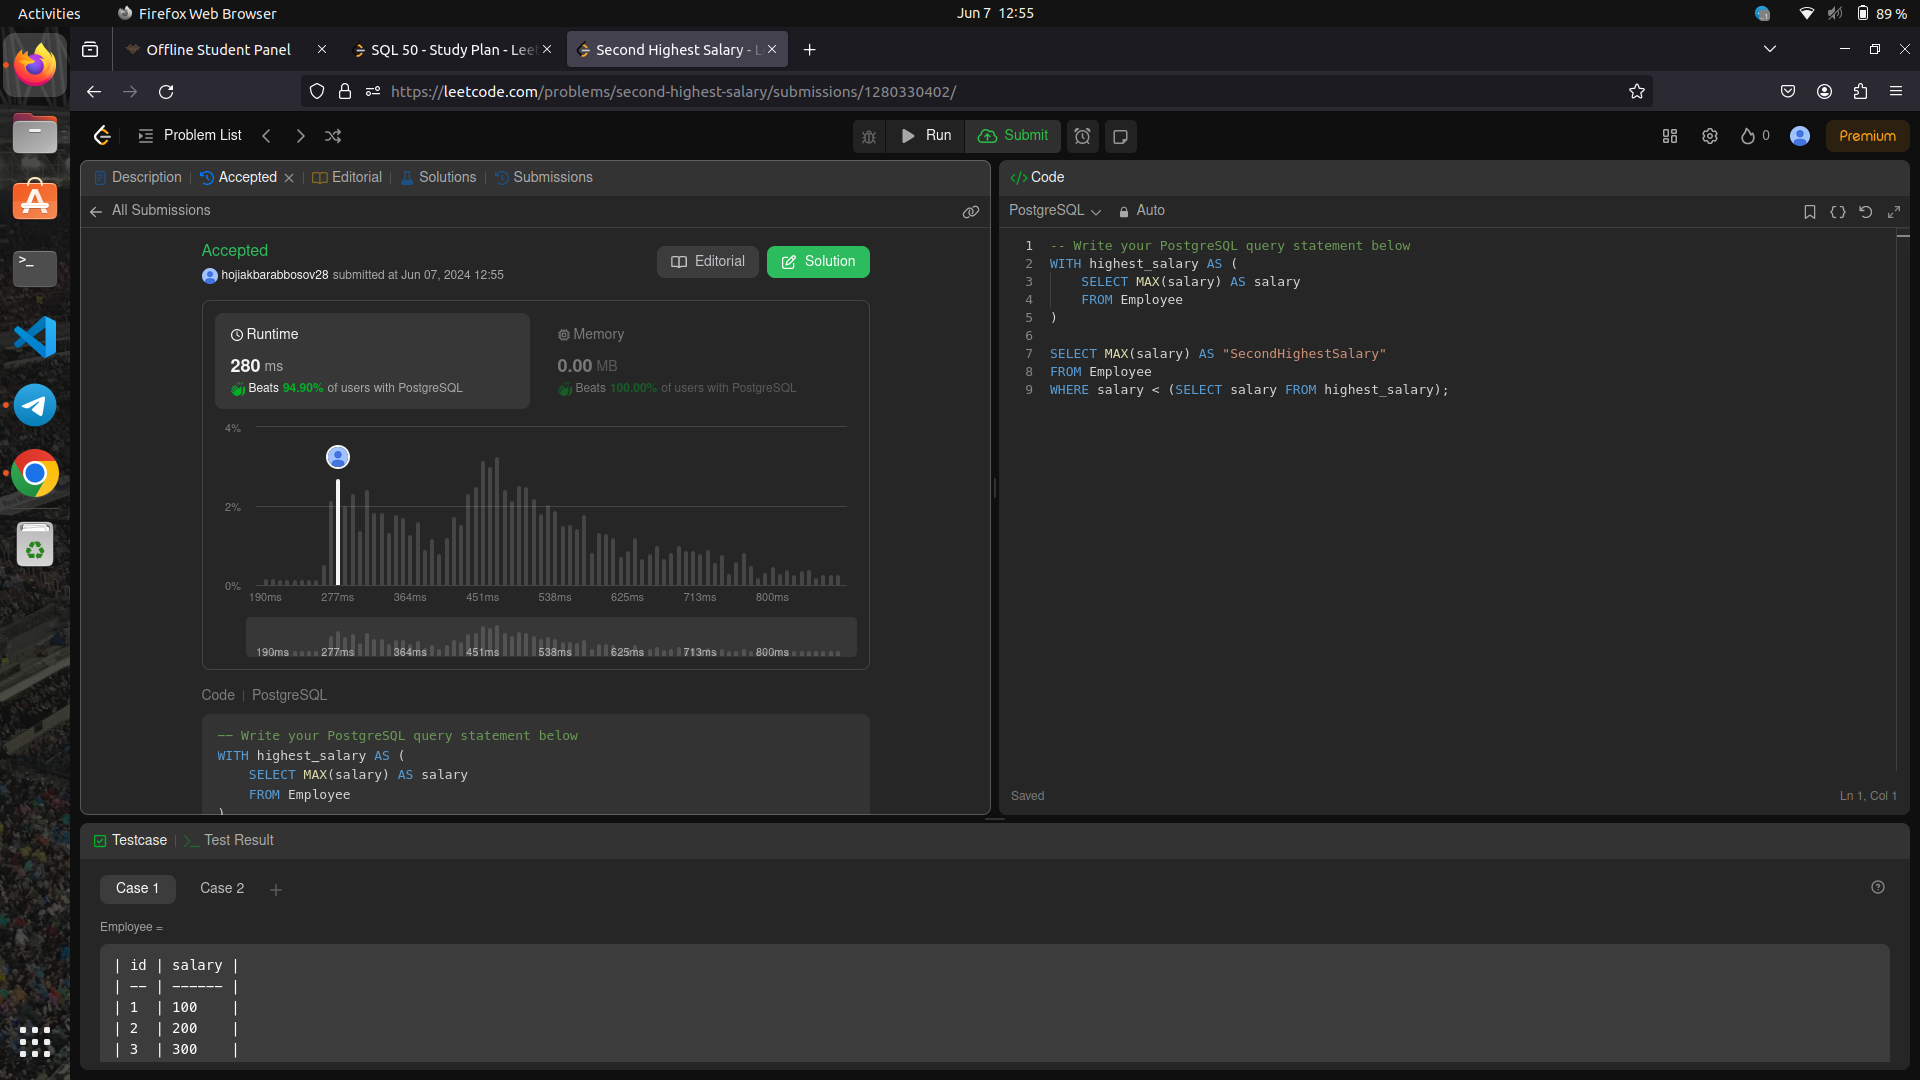 Activities
Firefox Web Browser
Jun 7 12:55
89 %
Offline Student Panel
SQL 50 - Study Plan - Leet
Second Highest Salary - L
https://leetcode.com/problems/second-highest-salary/submissions/1280330402/
Problem List
Run
Submit
0
Premium
Description
Accepted
Editorial
Solutions
Submissions
All Submissions
Accepted
hojiakbarabbosov28 submitted at Jun 07, 2024 12:55
Editorial
Solution
Runtime
280 ms
Beats 94.90% of users with PostgreSQL
Memory
0.00 MB
Beats 100.00% of users with PostgreSQL
4%
2%
0%
190ms 277ms 364ms 451ms 538ms 625ms 713ms 800ms
190ms 277ms 364ms 451ms 538ms 625ms 713ms 800ms
Code | PostgreSQL
-- Write your PostgreSQL query statement below
WITH highest_salary AS (
SELECT MAX(salary) AS salary
FROM Employee
)
</> Code
PostgreSQL
Auto
1 -- Write your PostgreSQL query statement below
2 WITH highest_salary AS (
3 SELECT MAX(salary) AS salary
4 FROM Employee
5 )
6
7 SELECT MAX(salary) AS "SecondHighestSalary"
8 FROM Employee
9 WHERE salary < (SELECT salary FROM highest_salary);
Saved
Ln 1, Col 1
Testcase
>_ Test Result
Case 1
Case 2
Employee =
| id | salary |
| -- | ------ |
| 1 | 100 |
| 2 | 200 |
| 3 | 300 |